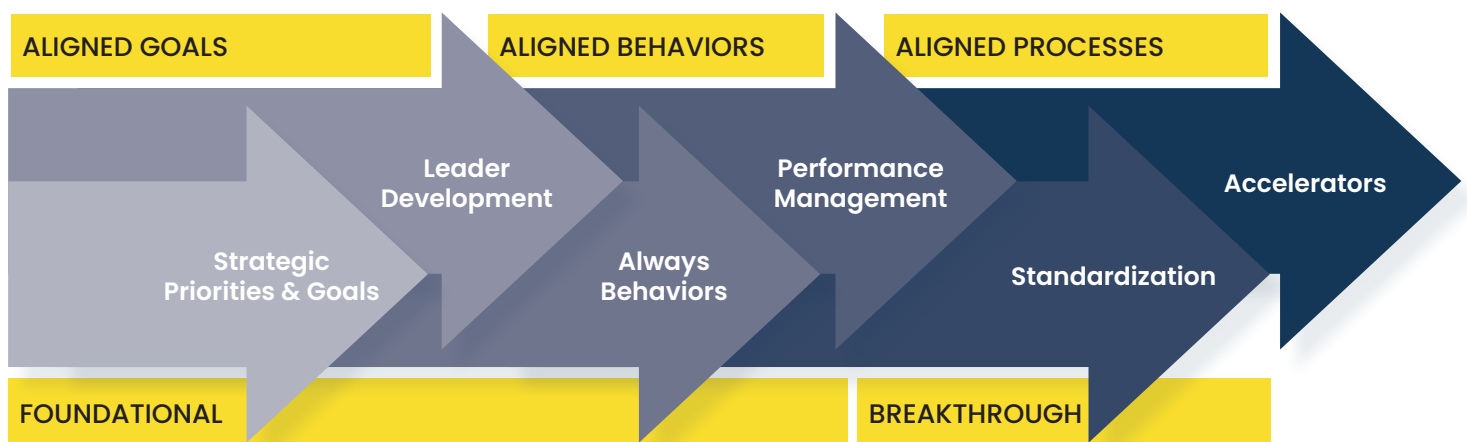 ALIGNED GOALS
ALIGNED BEHAVIORS
ALIGNED PROCESSES
Leader
Development
Performance
Management
Accelerators
Strategic
Priorities & Goals
Always
Behaviors
Standardization
FOUNDATIONAL
BREAKTHROUGH